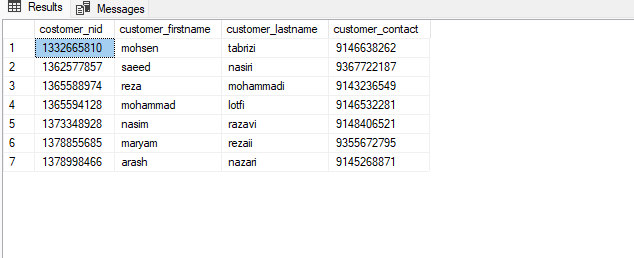 Results Messages
costomer_nid customer_firstname customer_lastname customer_contact
1 1332665810 mohsen tabrizi 9146638262
2 1362577857 saeed nasiri 9367722187
3 1365588974 reza mohammadi 9143236549
4 1365594128 mohammad lotfi 9146532281
5 1373348928 nasim razavi 9148406521
6 1378855685 maryam rezaii 9355672795
7 1378998466 arash nazari 9145268871